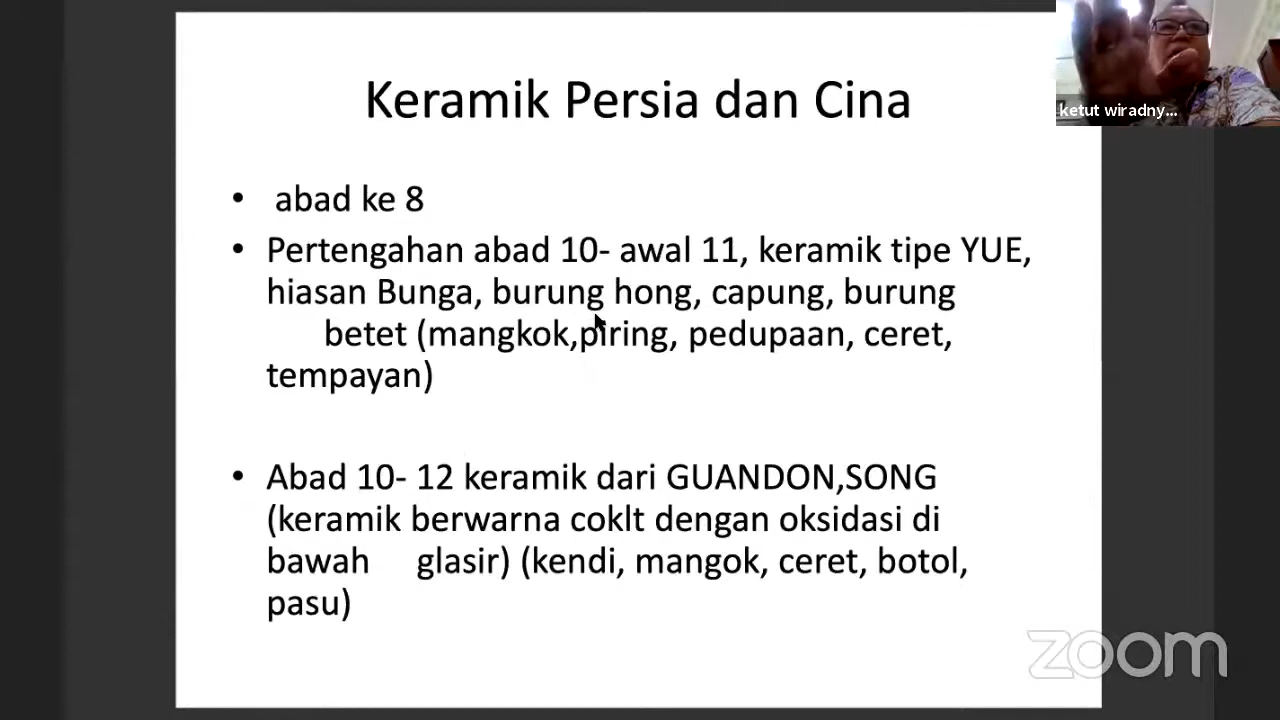 Keramik Persia dan Cina
ketut wiradny...
• abad ke 8
• Pertengahan abad 10- awal 11, keramik tipe YUE,
hiasan Bunga, burung hong, capung, burung
betet (mangkok,piring, pedupaan, ceret,
tempayan)
• Abad 10- 12 keramik dari GUANDON,SONG
(keramik berwarna coklt dengan oksidasi di
bawah glasir) (kendi, mangok, ceret, botol,
pasu)
zoom